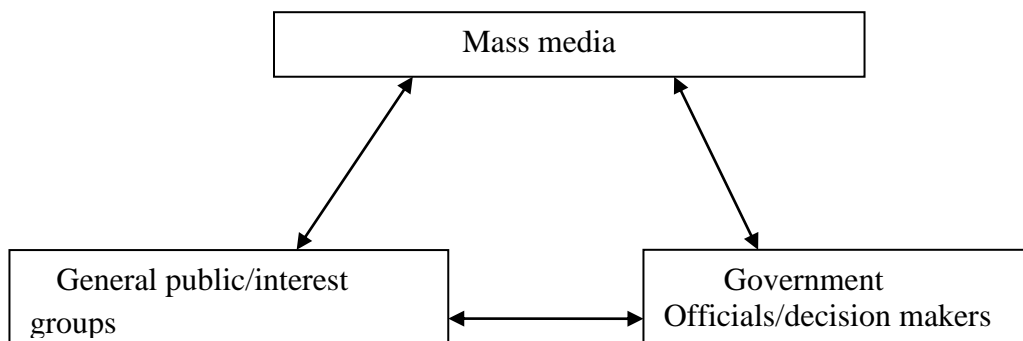 Mass media
General public/interest
groups
Government
Officials/decision makers